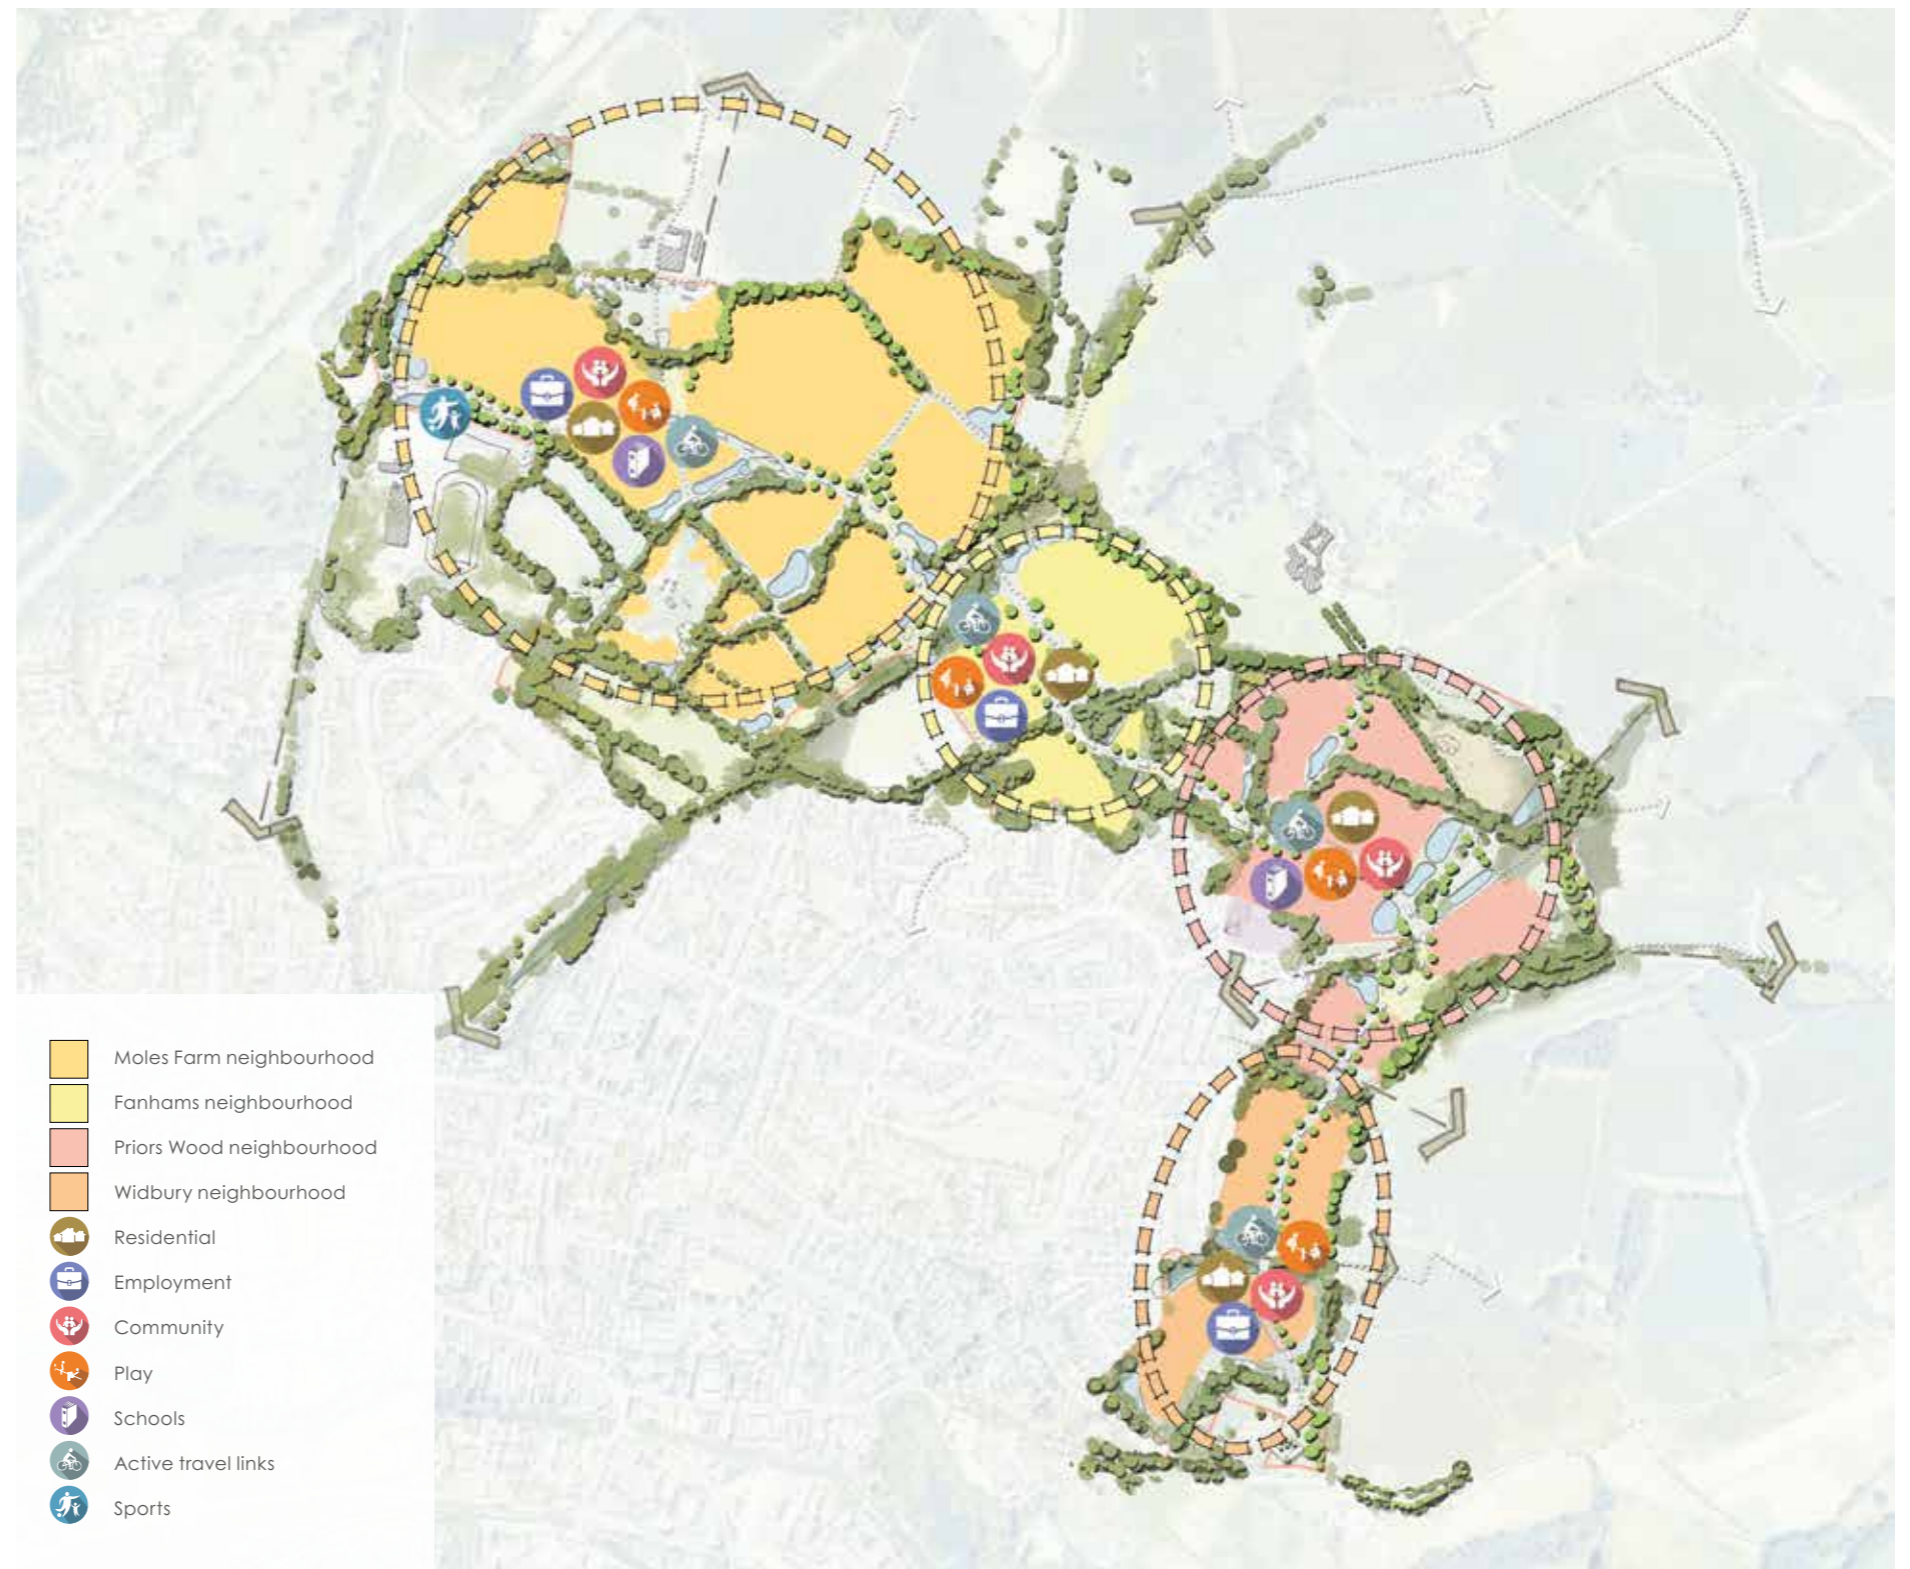 Moles Farm neighbourhood
Fanhams neighbourhood
Priors Wood neighbourhood
Widbury neighbourhood
Residential
Employment
Community
Play
Schools
Active travel links
Sports